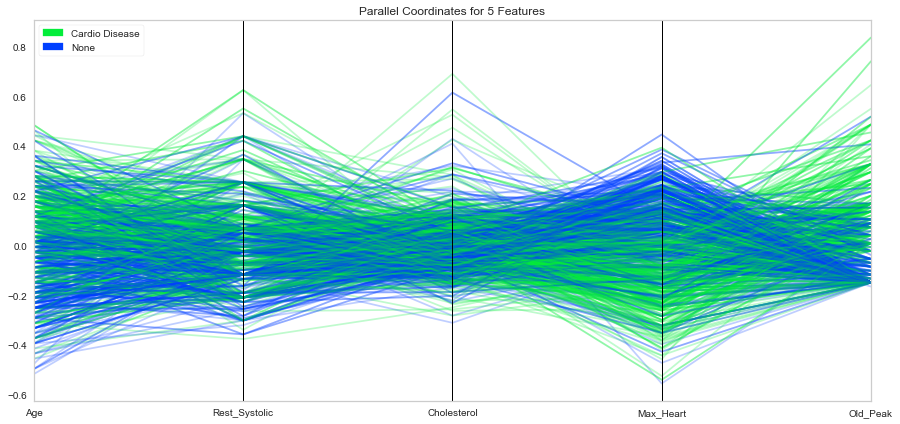 Parallel Coordinates for 5 Features
Cardio Disease
None
0.8
0.6
0.4
0.2
0.0
−0.2
−0.4
−0.6
Age Rest_Systolic Cholesterol Max_Heart Old_Peak